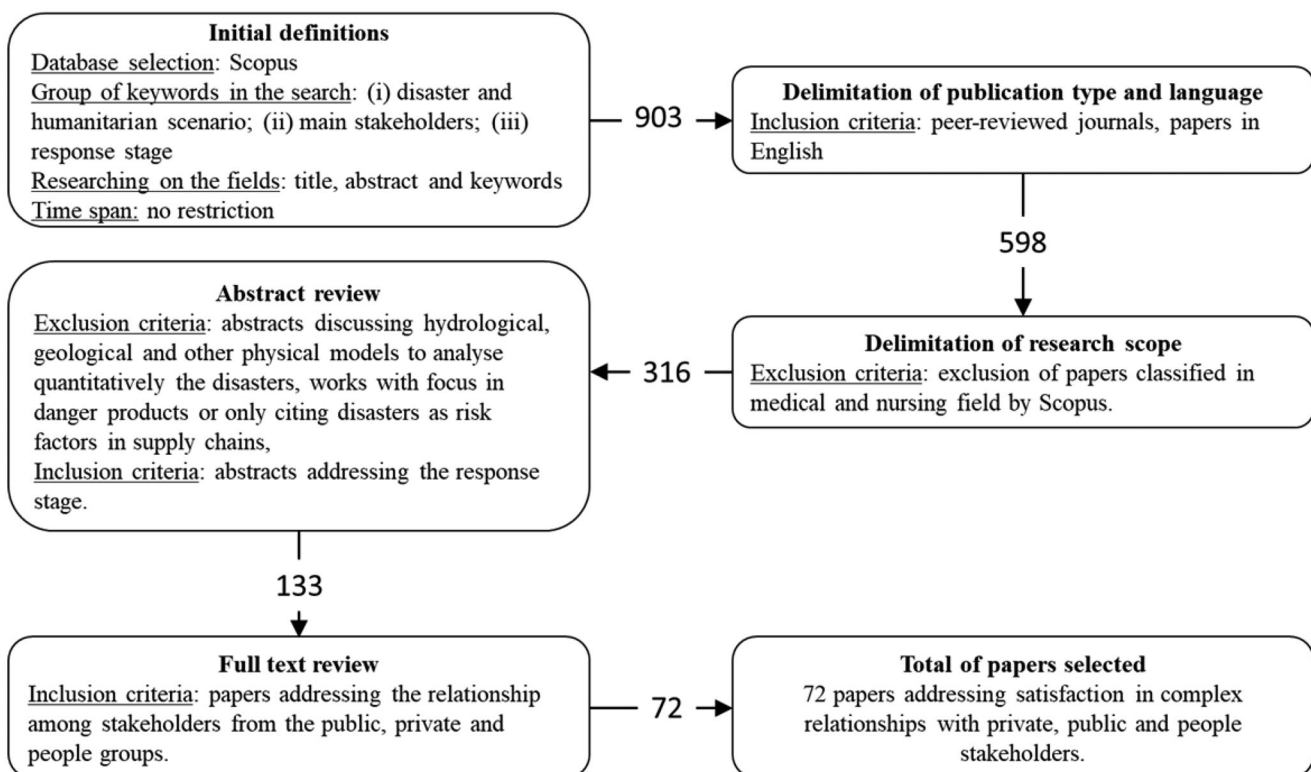 Initial definitions
Database selection: Scopus
Group of keywords in the search: (i) disaster and
humanitarian scenario; (ii) main stakeholders; (iii)
response stage
Researching on the fields: title, abstract and keywords
Time span: no restriction
903
Delimitation of publication type and language
Inclusion criteria: peer-reviewed journals, papers in
English
598
Delimitation of research scope
Exclusion criteria: exclusion of papers classified in
medical and nursing field by Scopus.
316
Abstract review
Exclusion criteria: abstracts discussing hydrological,
geological and other physical models to analyse
quantitatively the disasters, works with focus in
danger products or only citing disasters as risk
factors in supply chains,
Inclusion criteria: abstracts addressing the response
stage.
133
Full text review
Inclusion criteria: papers addressing the relationship
among stakeholders from the public, private and
people groups.
72
Total of papers selected
72 papers addressing satisfaction in complex
relationships with private, public and people
stakeholders.